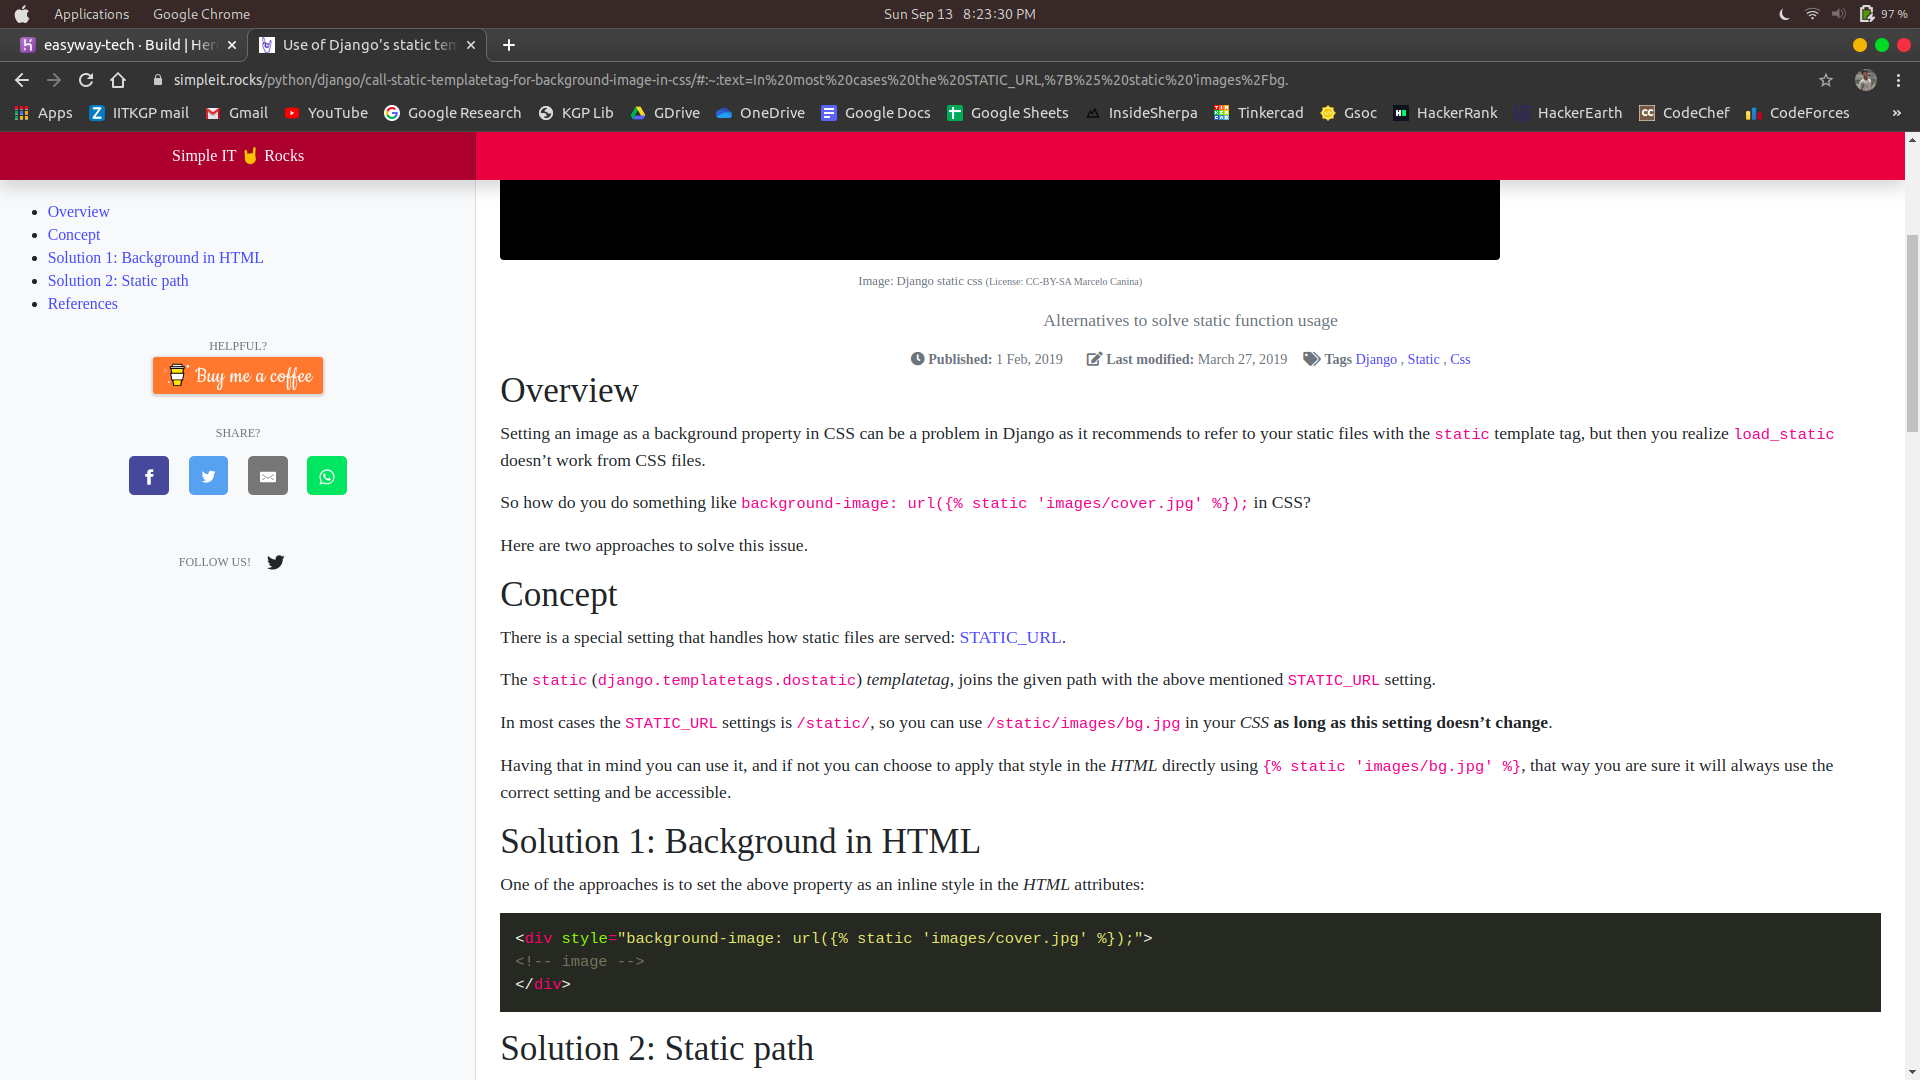 Applications Google Chrome Sun Sep 13 8:23:30 PM 97 %
easyway-tech · Build | Her Use of Django's static tem
simpleit.rocks/python/django/call-static-templatetag-for-background-image-in-css/#:~:text=In%20most%20cases%20the%20STATIC_URL,%7B%25%20static%20'images%2Fbg.
Apps IITKGP mail Gmail YouTube Google Research KGP Lib GDrive OneDrive Google Docs Google Sheets InsideSherpa Tinkercad Gsoc HackerRank HackerEarth CodeChef CodeForces »
Simple IT 🤘 Rocks
Overview
Concept
Solution 1: Background in HTML
Solution 2: Static path
References
HELPFUL?
Buy me a coffee
SHARE?
FOLLOW US!
Image: Django static css (License: CC-BY-SA Marcelo Canina)
Alternatives to solve static function usage
Published: 1 Feb, 2019 Last modified: March 27, 2019 Tags Django , Static , Css
Overview
Setting an image as a background property in CSS can be a problem in Django as it recommends to refer to your static files with the static template tag, but then you realize load_static
doesn’t work from CSS files.
So how do you do something like background-image: url({% static 'images/cover.jpg' %}); in CSS?
Here are two approaches to solve this issue.
Concept
There is a special setting that handles how static files are served: STATIC_URL.
The static (django.templatetags.dostatic) templatetag, joins the given path with the above mentioned STATIC_URL setting.
In most cases the STATIC_URL settings is /static/, so you can use /static/images/bg.jpg in your CSS as long as this setting doesn’t change.
Having that in mind you can use it, and if not you can choose to apply that style in the HTML directly using {% static 'images/bg.jpg' %}, that way you are sure it will always use the
correct setting and be accessible.
Solution 1: Background in HTML
One of the approaches is to set the above property as an inline style in the HTML attributes:
<div style="background-image: url({% static 'images/cover.jpg' %});">
<!-- image -->
</div>
Solution 2: Static path